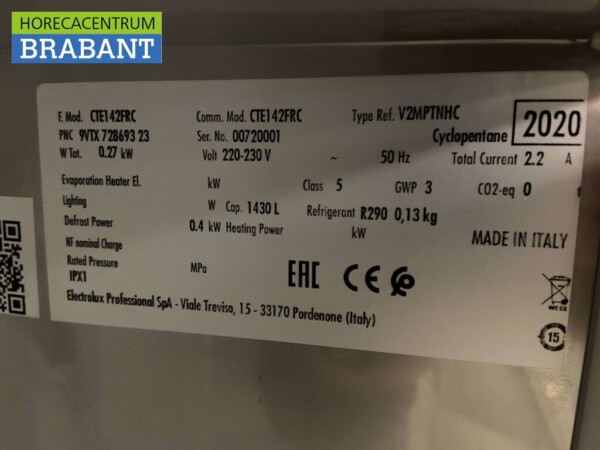 HORECACENTRUM
BRABANT
F. Mod. CTE142FRC Comm. Mod. CTE142FRC Type Ref. V2MPTNHC
PNC 9VTX 728693 23 Ser. No. 00720001 Cyclopentane 2020
W Tot. 0.27 kW Volt 220-230 V ~ 50 Hz Total Current 2.2 A
Evaporation Heater El. kW Class 5 GWP 3 CO2-eq 0 t
Lighting W Cap. 1430 L Refrigerant R290 0,13 kg
Defrost Power 0.4 kW Heating Power kW
NF nominal Charge MADE IN ITALY
Rated Pressure MPa
IPX1 EAC CE
Electrolux Professional SpA - Viale Treviso, 15 - 33170 Pordenone (Italy)
15